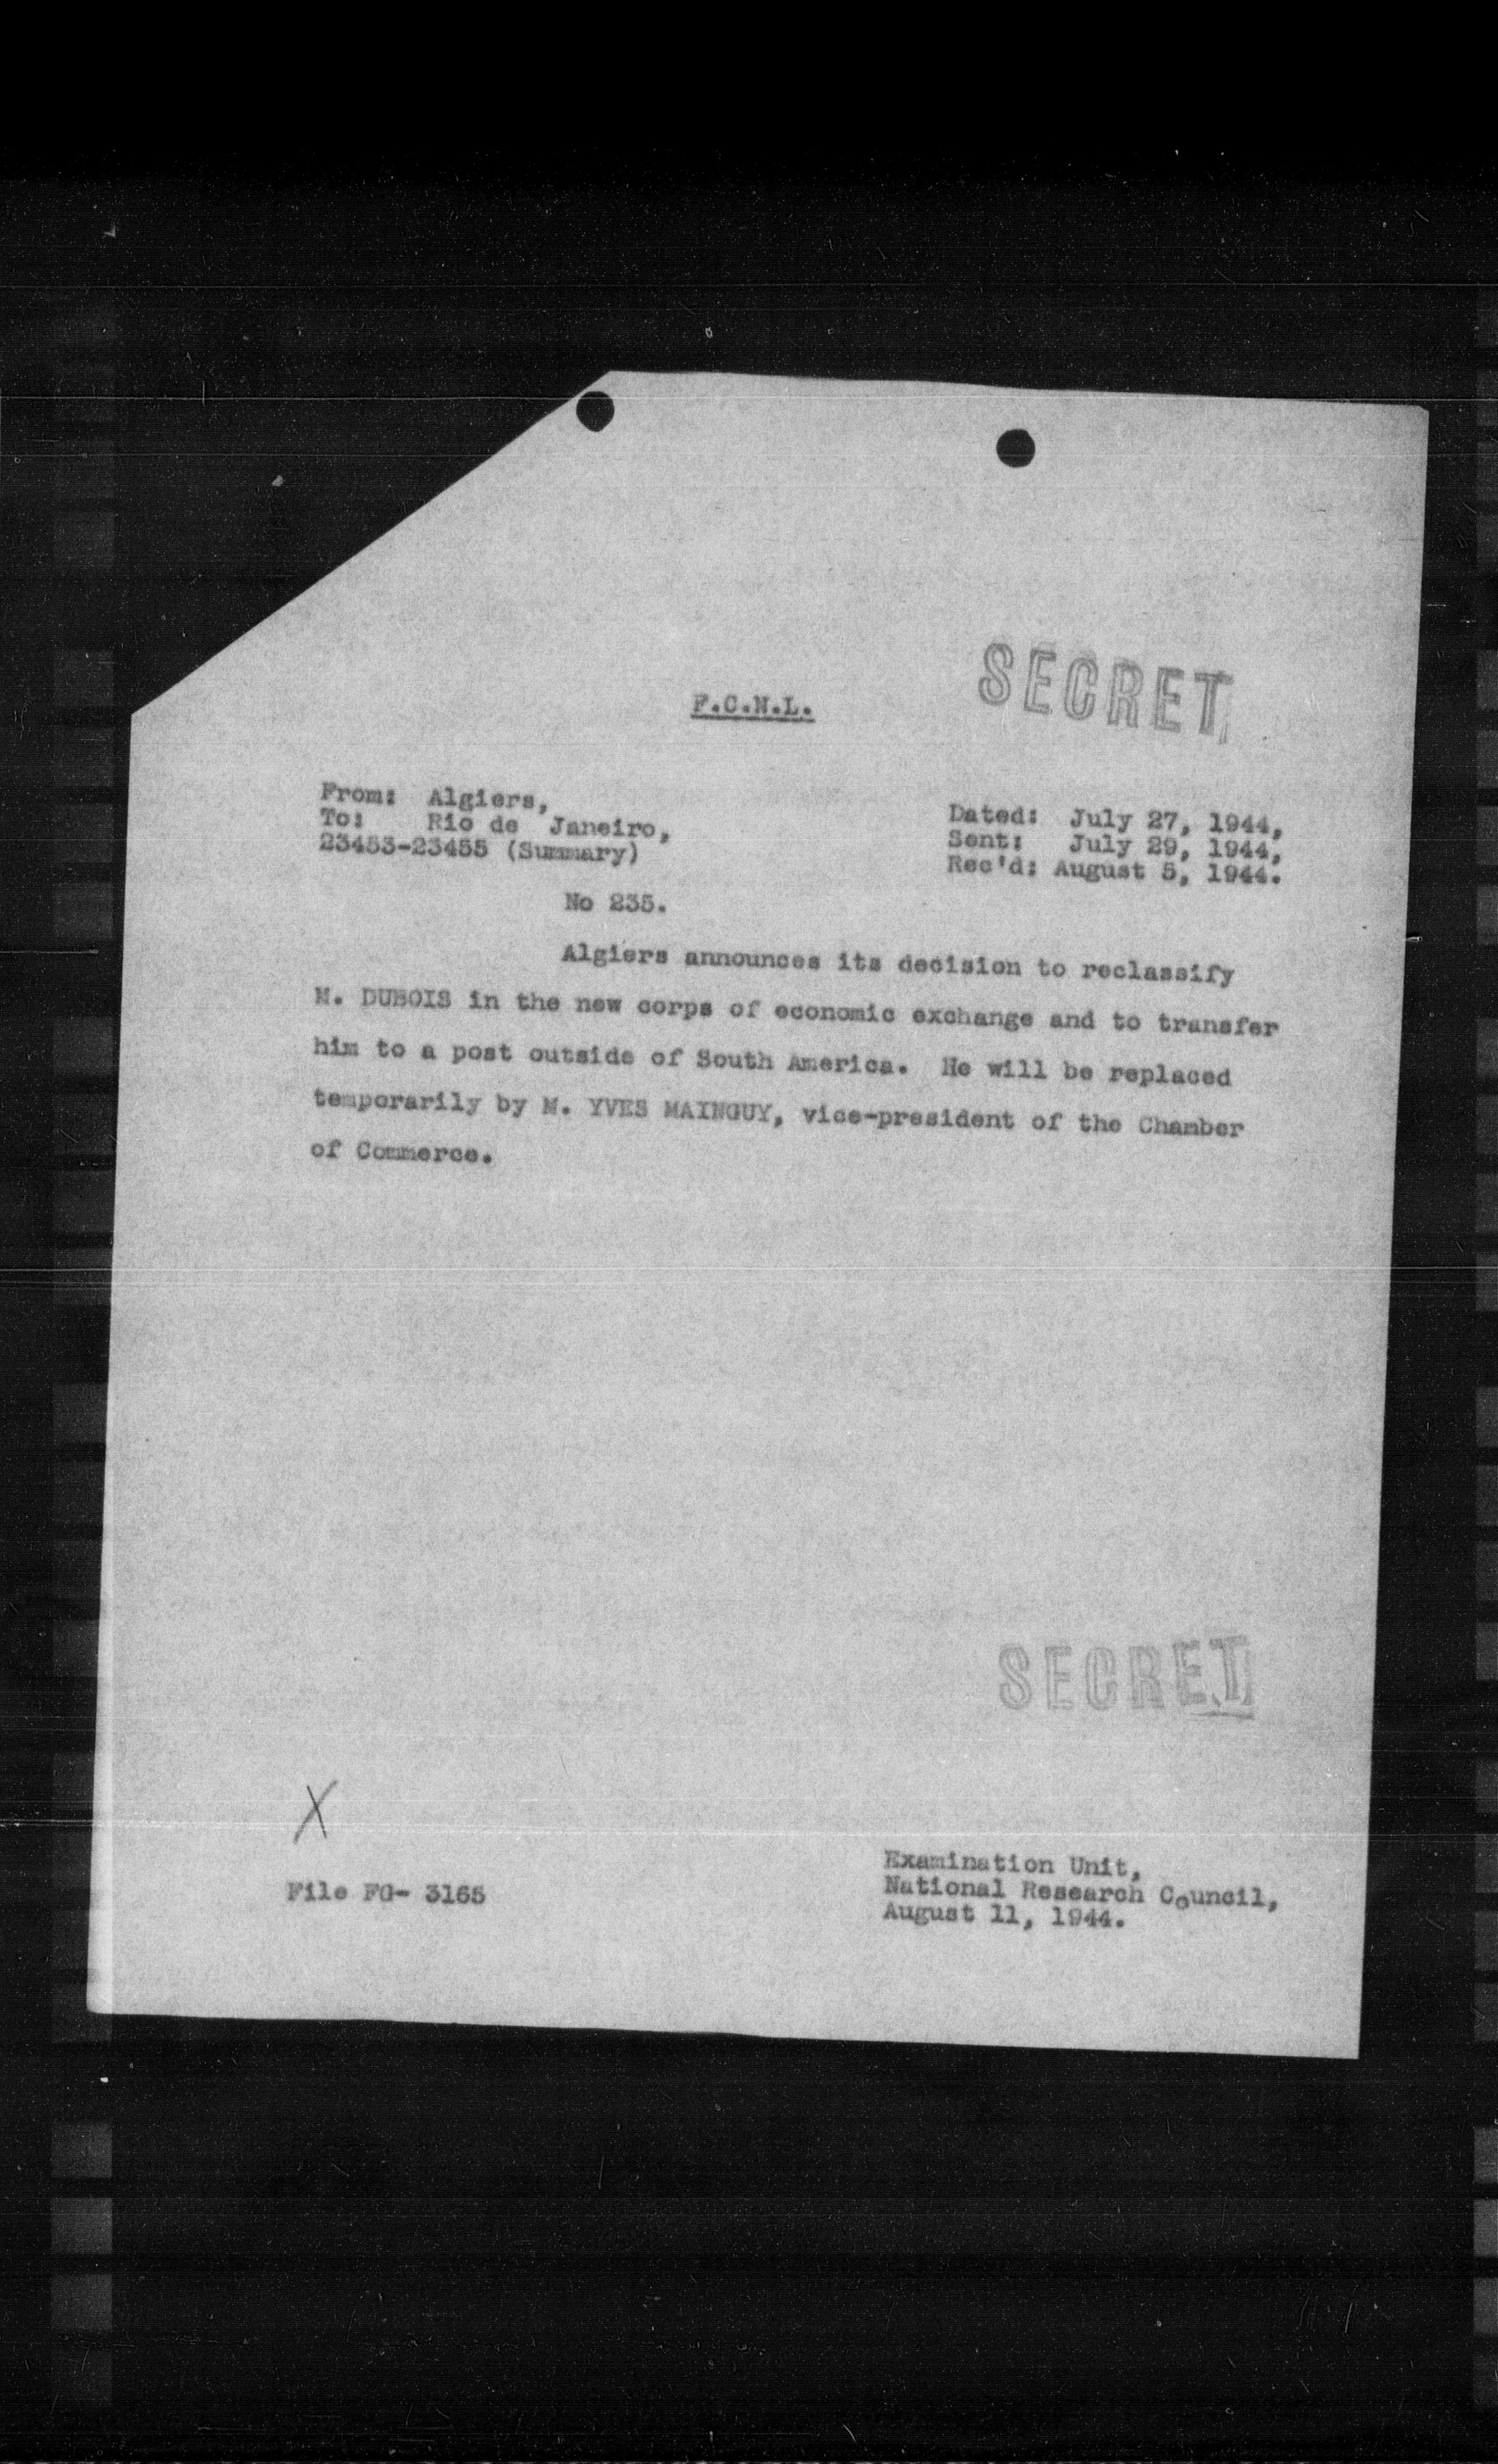 SECRET
F.C.N.L.
From: Algiers,
To: Rio de Janeiro,
23453-23455 (Summary)
Dated: July 27, 1944,
Sent: July 29, 1944,
Rec'd: August 5, 1944.
No 235.
Algiers announces its decision to reclassify
M. DUBOIS in the new corps of economic exchange and to transfer
him to a post outside of South America. He will be replaced
temporarily by M. YVES MAINGUY, vice-president of the Chamber
of Commerce.
SECRET
X
File FG- 3165
Examination Unit,
National Research Council,
August 11, 1944.